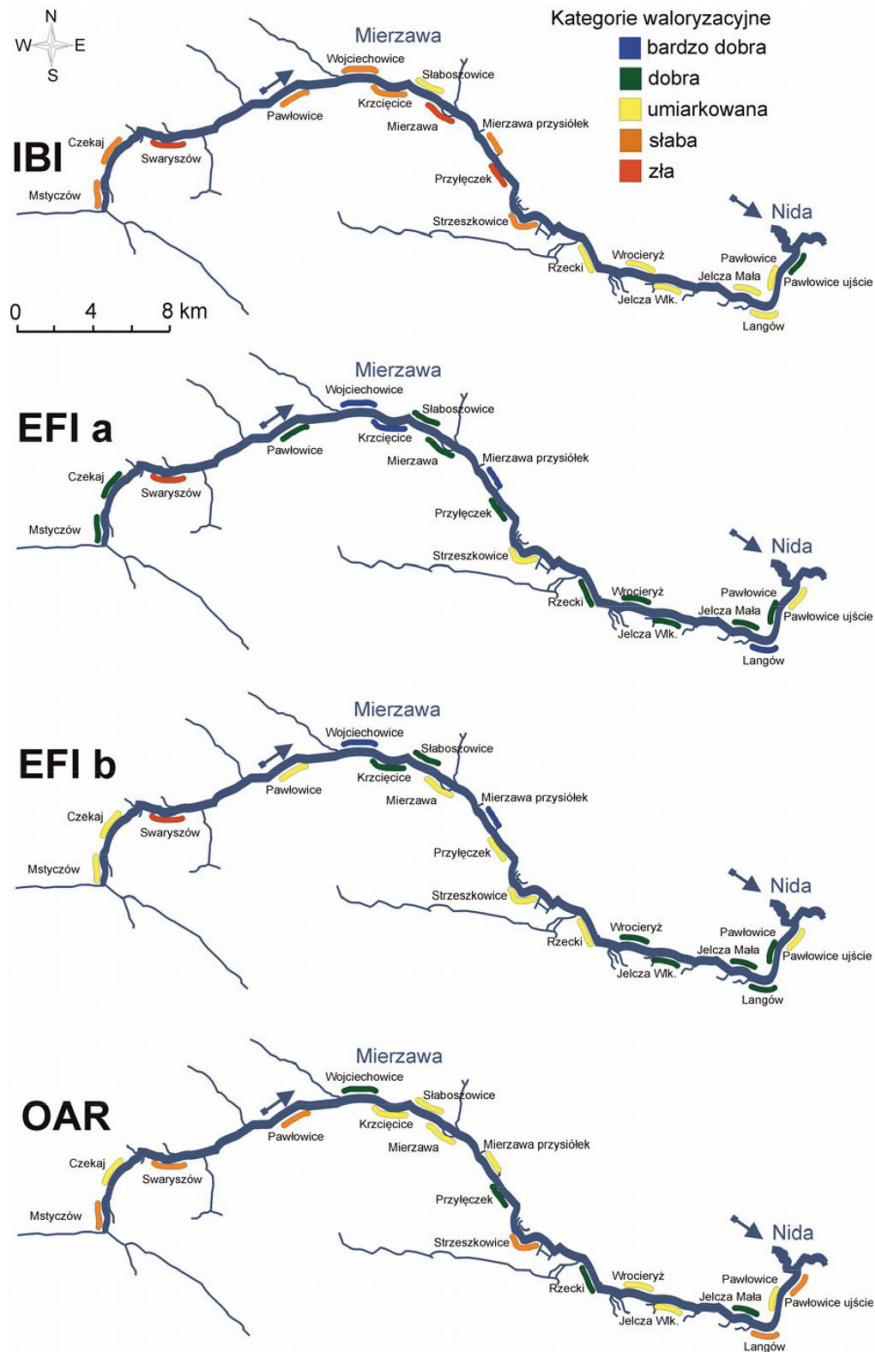 N
W E
S
Kategorie waloryzacyjne
bardzo dobra
dobra
umiarkowana
słaba
zła
Mierzawa
Wojciechowice
Słaboszowice
Pawłowice
Krzcięcice
Mierzawa
Mierzawa przysiółek
Czekaj
IBI
Swaryszów
Przyłęczek
Mstyczów
Strzeszkowice
Nida
Rzecki
Wrocieryż
Pawłowice
Jelcza Mała
Pawłowice ujście
Jelcza Wlk.
Langów
0 4 8 km
Mierzawa
Wojciechowice
Słaboszowice
EFI a
Pawłowice
Krzcięcice
Mierzawa
Mierzawa przysiółek
Czekaj
Swaryszów
Przyłęczek
Mstyczów
Strzeszkowice
Nida
Rzecki
Wrocieryż
Pawłowice
Jelcza Mała
Pawłowice ujście
Jelcza Wlk.
Langów
Mierzawa
Wojciechowice
Słaboszowice
EFI b
Pawłowice
Krzcięcice
Mierzawa
Mierzawa przysiółek
Czekaj
Swaryszów
Przyłęczek
Mstyczów
Strzeszkowice
Nida
Rzecki
Wrocieryż
Pawłowice
Jelcza Mała
Pawłowice ujście
Jelcza Wlk.
Langów
Mierzawa
Wojciechowice
Słaboszowice
OAR
Pawłowice
Krzcięcice
Mierzawa
Mierzawa przysiółek
Czekaj
Swaryszów
Przyłęczek
Mstyczów
Strzeszkowice
Nida
Rzecki
Wrocieryż
Pawłowice
Jelcza Mała
Pawłowice ujście
Jelcza Wlk.
Langów